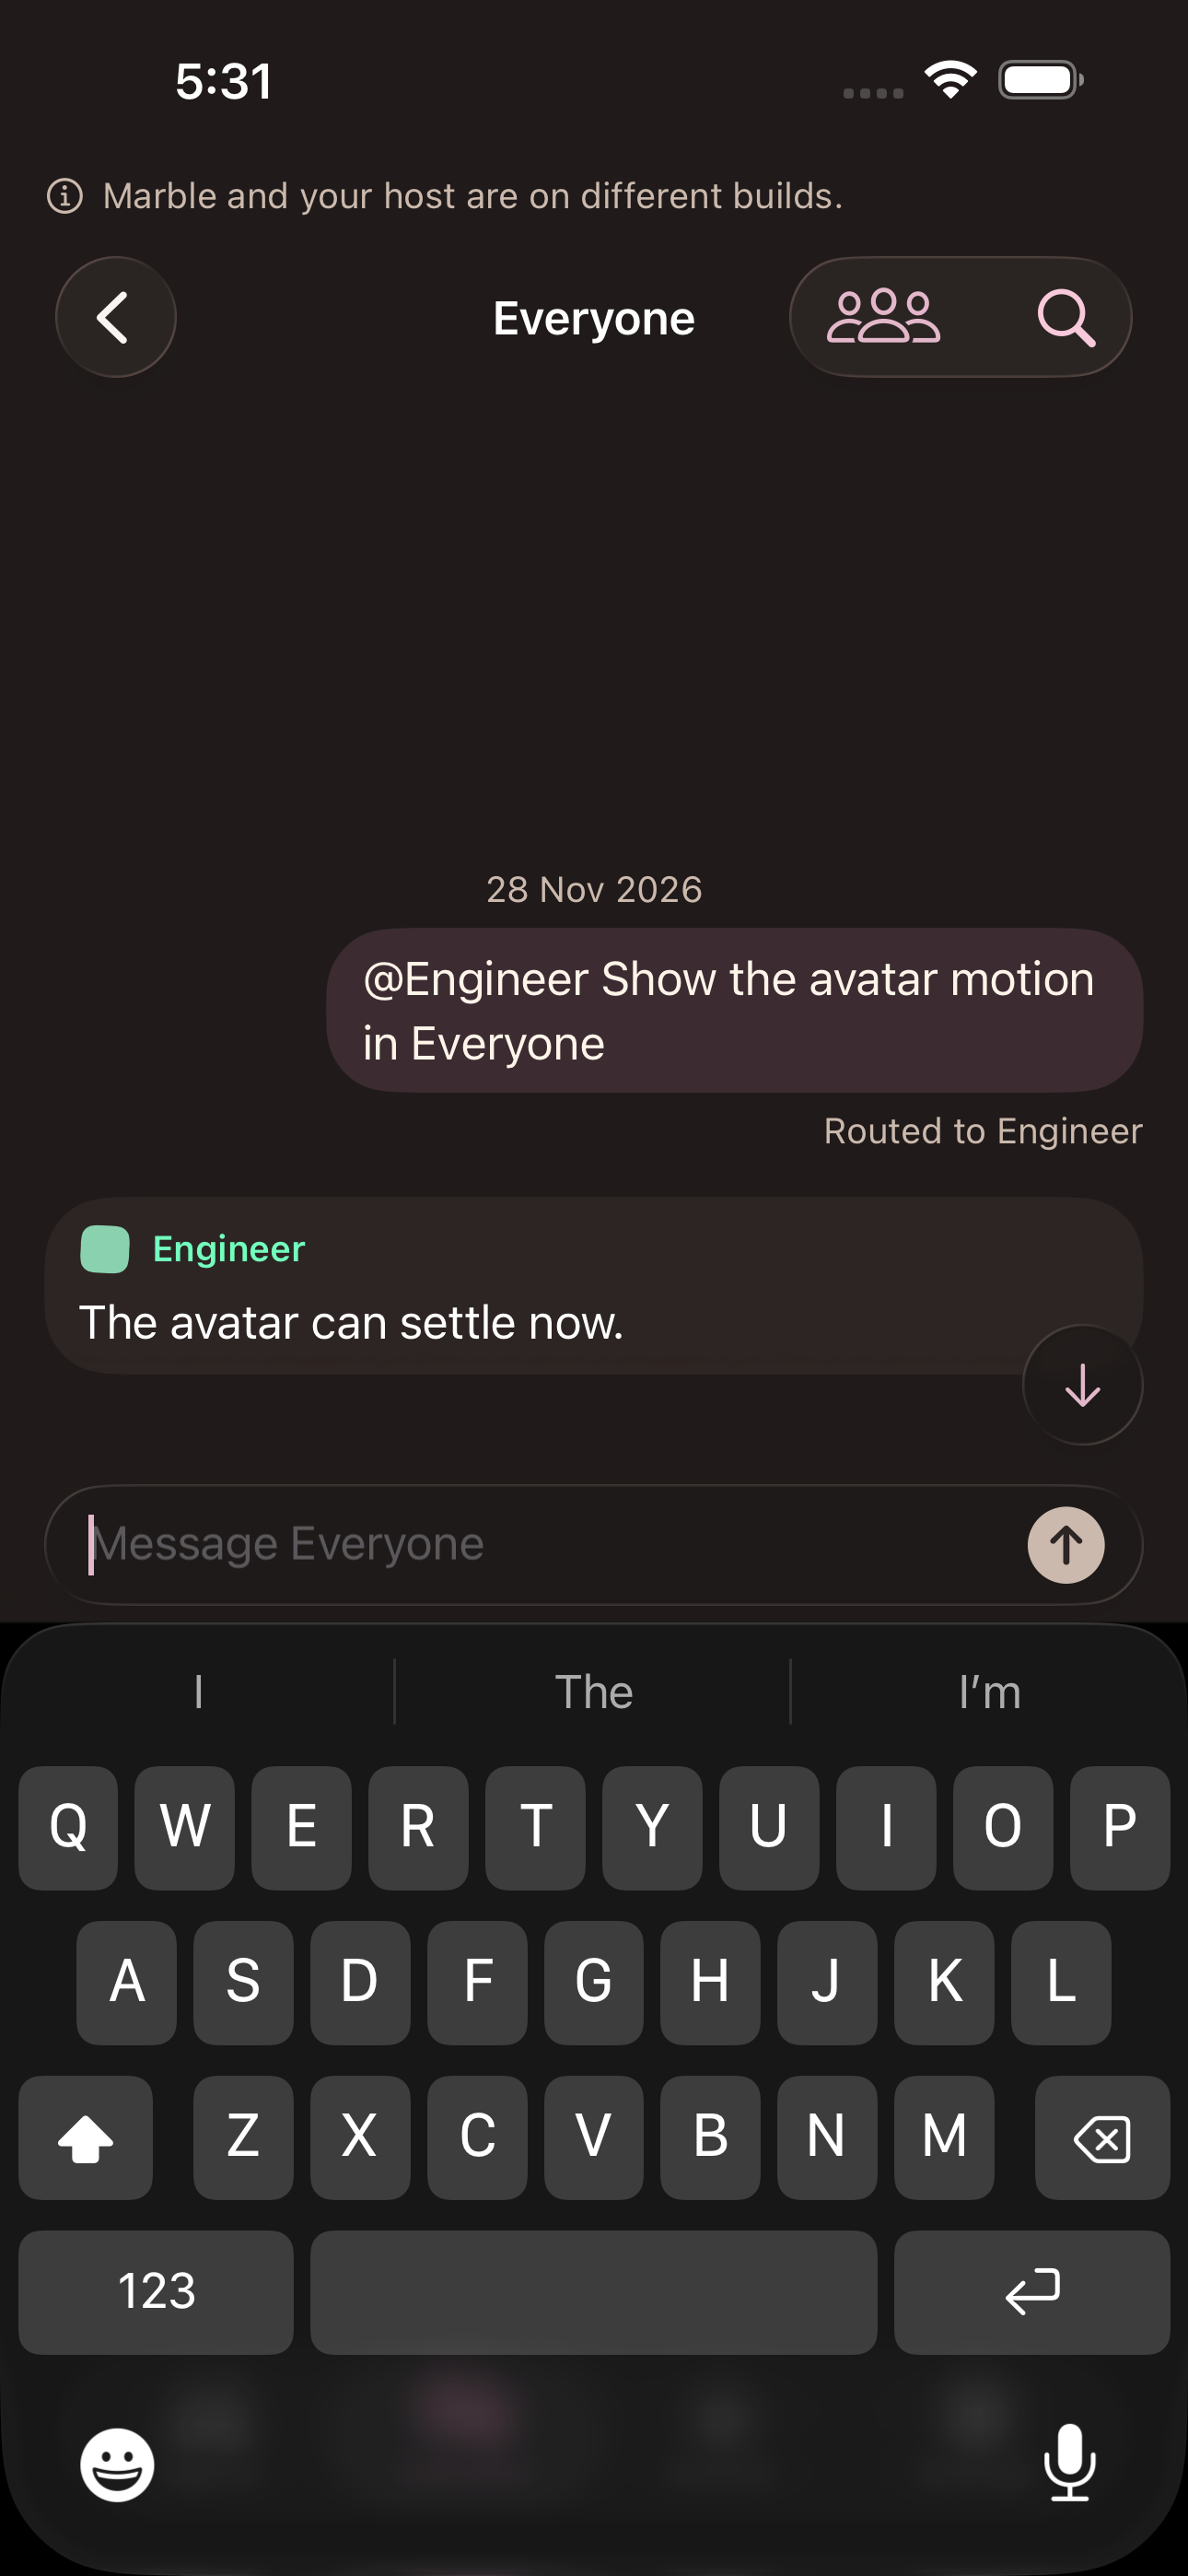 5:31
Marble and your host are on different builds.
Everyone
28 Nov 2026
@Engineer Show the avatar motion
in Everyone
Routed to Engineer
Engineer
The avatar can settle now.
Message Everyone
I The I’m
Q W E R T Y U I O P
A S D F G H J K L
Z X C V B N M
123